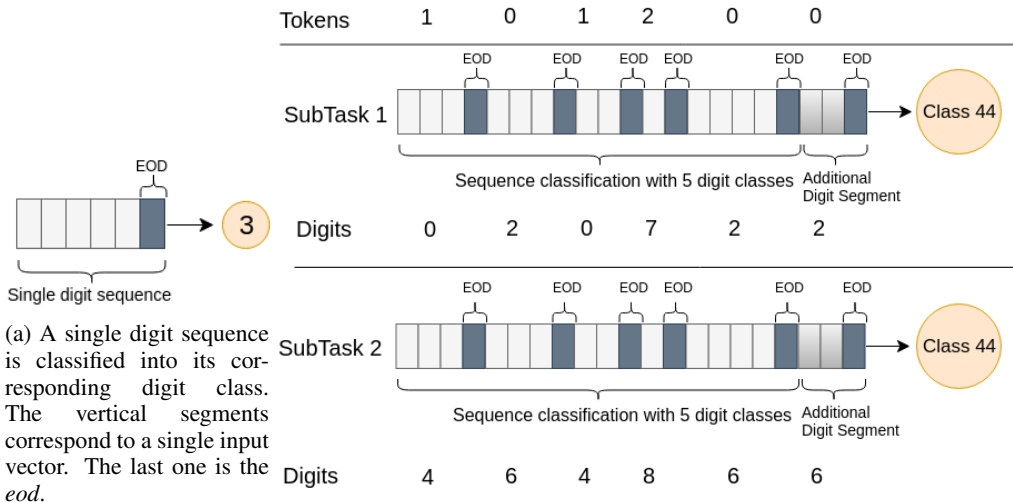 Tokens 1 0 1 2 0 0
EOD EOD EOD EOD EOD EOD
SubTask 1
Class 44
Sequence classification with 5 digit classes
Additional
Digit Segment
Digits 0 2 0 7 2 2
EOD
3
Single digit sequence
(a) A single digit sequence
is classified into its cor-
responding digit class.
The vertical segments
correspond to a single input
vector. The last one is the
eod.
EOD EOD EOD EOD EOD EOD
SubTask 2
Class 44
Sequence classification with 5 digit classes
Additional
Digit Segment
Digits 4 6 4 8 6 6